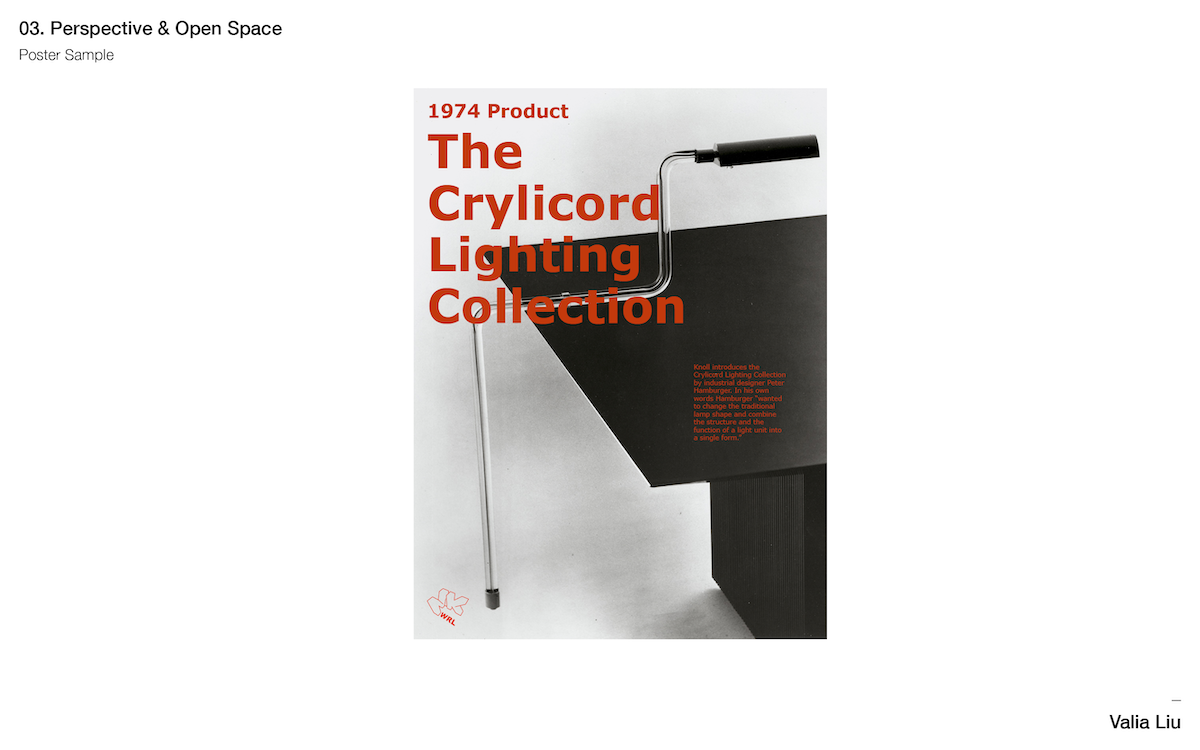 03. Perspective & Open Space
Poster Sample
1974 Product
The
Crylicord
Lighting
Collection
Knoll introduces the
Crylicord Lighting Collection
by industrial designer Peter
Hamburger. In his own
words Hamburger "wanted
to change the traditional
lamp shape and combine
the structure and the
function of a light unit into
a single form."
WRL
Valia Liu